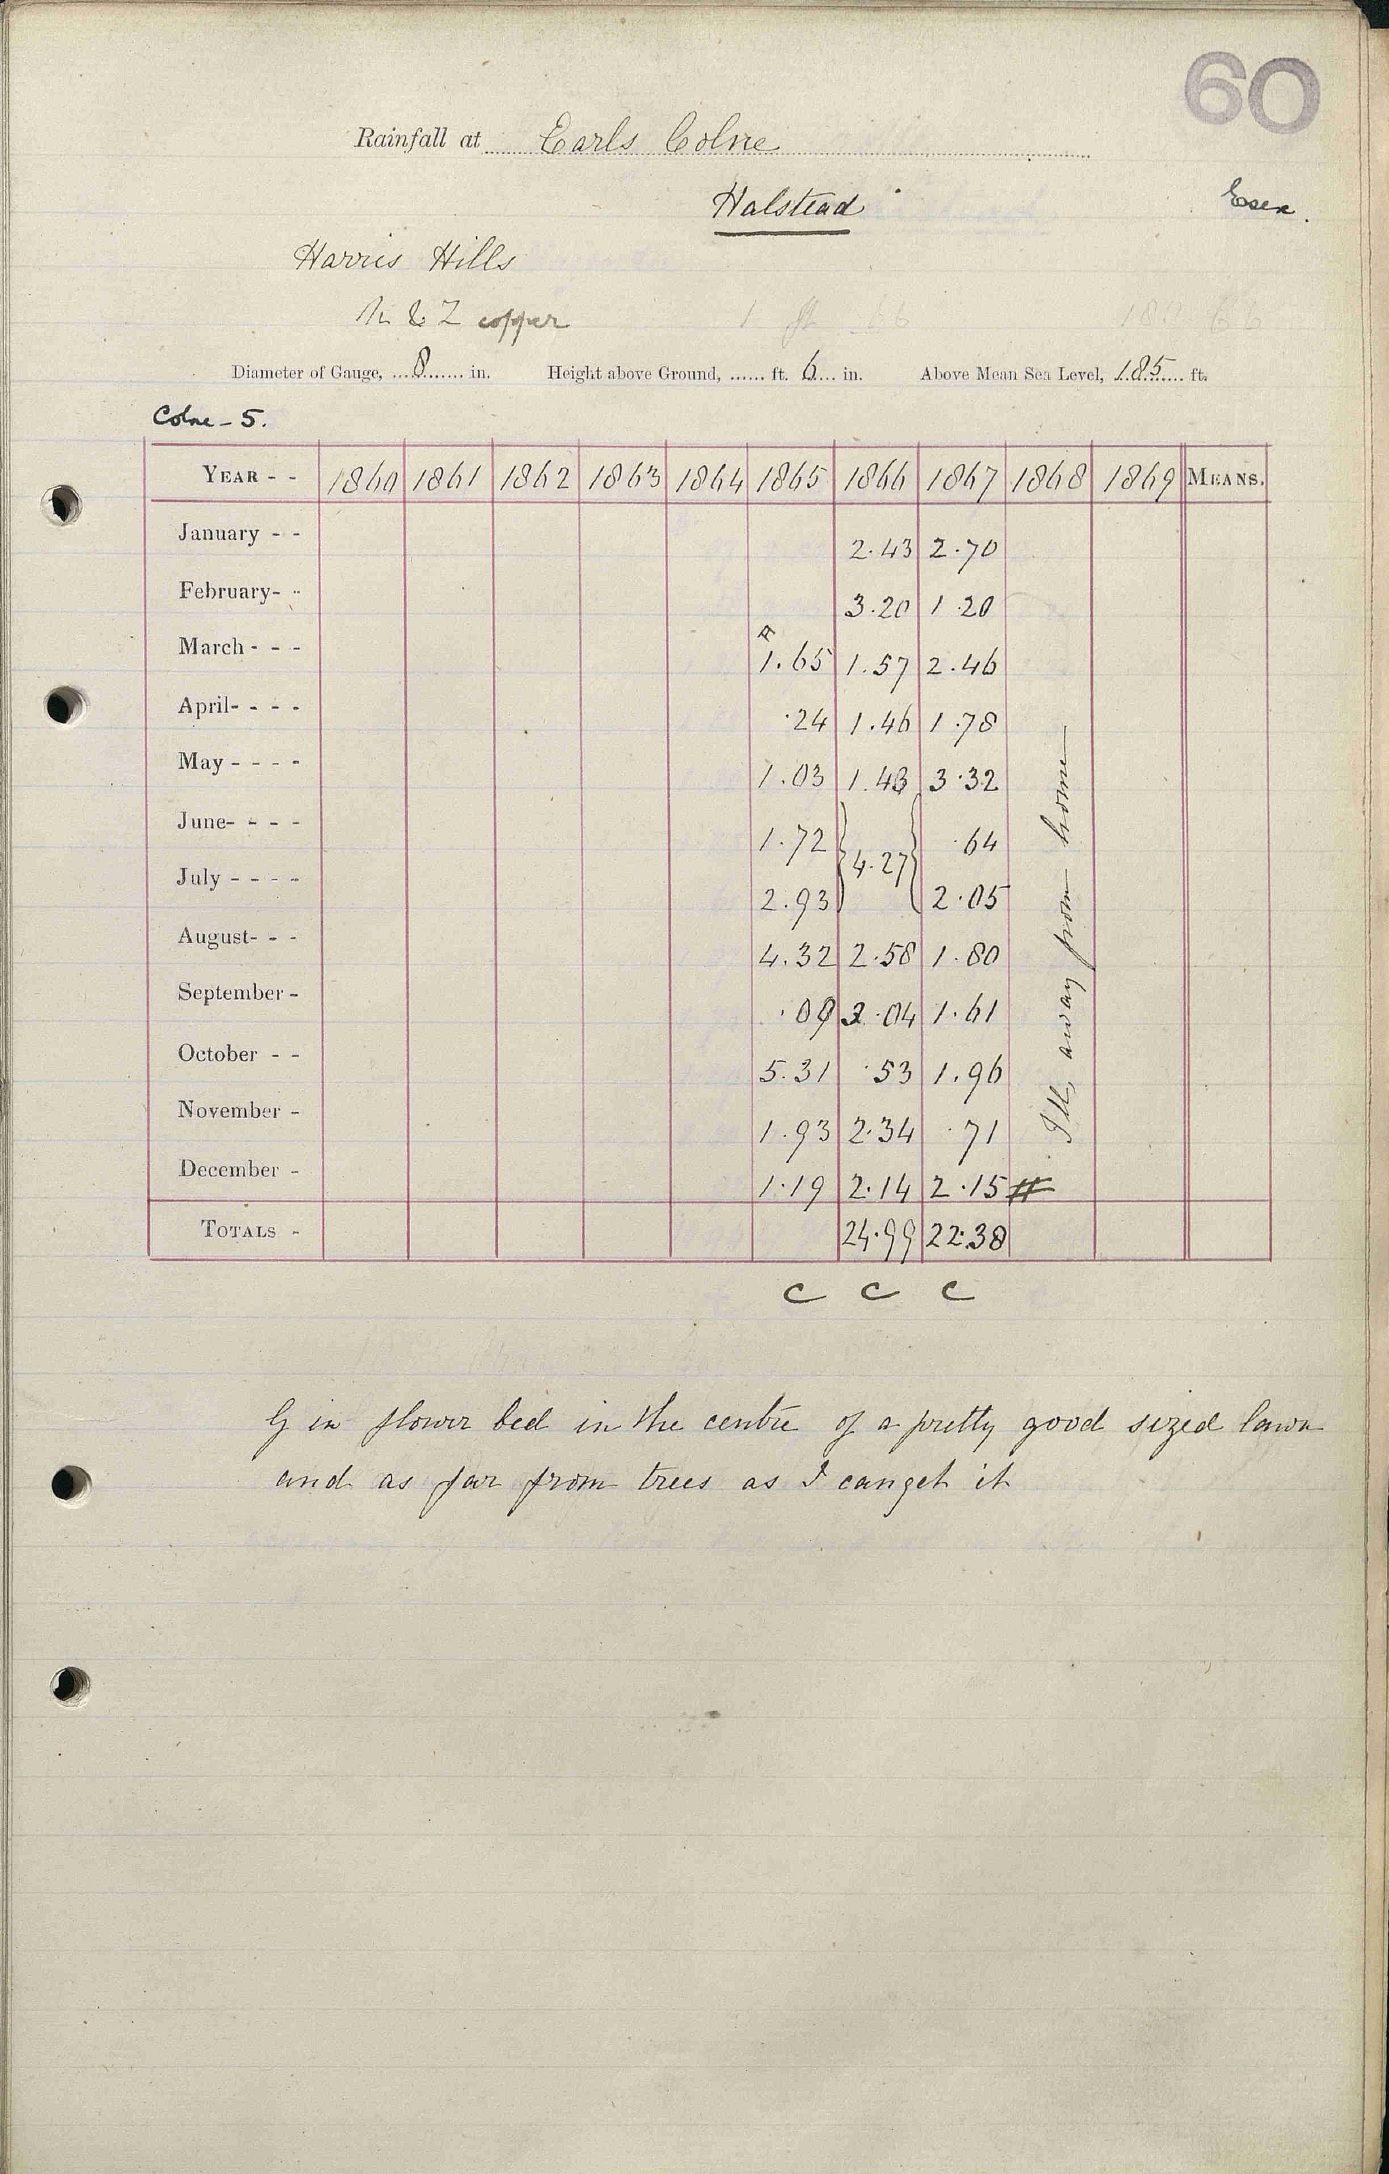 60
Rainfall at Earls Colne
Halstead
Essex.
Harris Hills
N & Z copper
Diameter of Gauge, 8 in. Height above Ground, ...... ft. 6 in. Above Mean Sea Level, 185 ft.
Colne - 5.
YEAR - - 1860 1861 1862 1863 1864 1865 1866 1867 1868 1869 MEANS.
January - - 2.43 2.70
February- - 3.20 1.20
March - - - 1.65 1.57 2.46
April- - - - .24 1.46 1.78
May - - - - 1.03 1.43 3.32
June- - - - 1.72 .64
4.27
July - - - - 2.93 2.05
August- - - 4.32 2.58 1.80
September - .09 3.04 1.61
October - - 5.31 .53 1.96
November - 1.93 2.34 .71
December - 1.19 2.14 2.15 #
Ill, away from home
TOTALS - 24.99 22.38
C C C
G in flower bed in the centre of a pretty good sized lawn
and as far from trees as I can get it